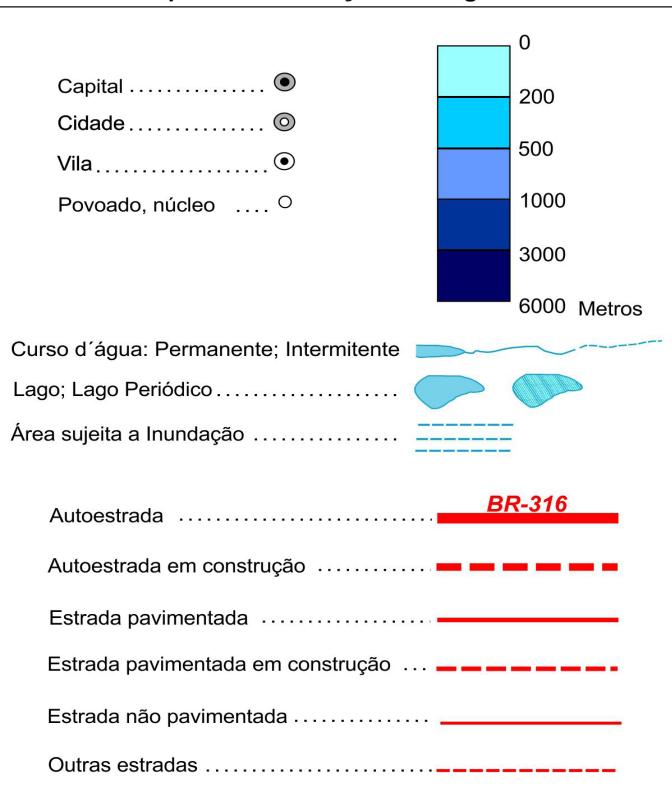 Capital ...............
Cidade ...............
Vila ....................
Povoado, núcleo ....
0
200
500
1000
3000
6000 Metros
Curso d´água: Permanente; Intermitente
Lago; Lago Periódico .....................
Área sujeita a Inundação .................
BR-316
Autoestrada .............................
Autoestrada em construção .............
Estrada pavimentada ...................
Estrada pavimentada em construção ...
Estrada não pavimentada ...............
Outras estradas ..........................